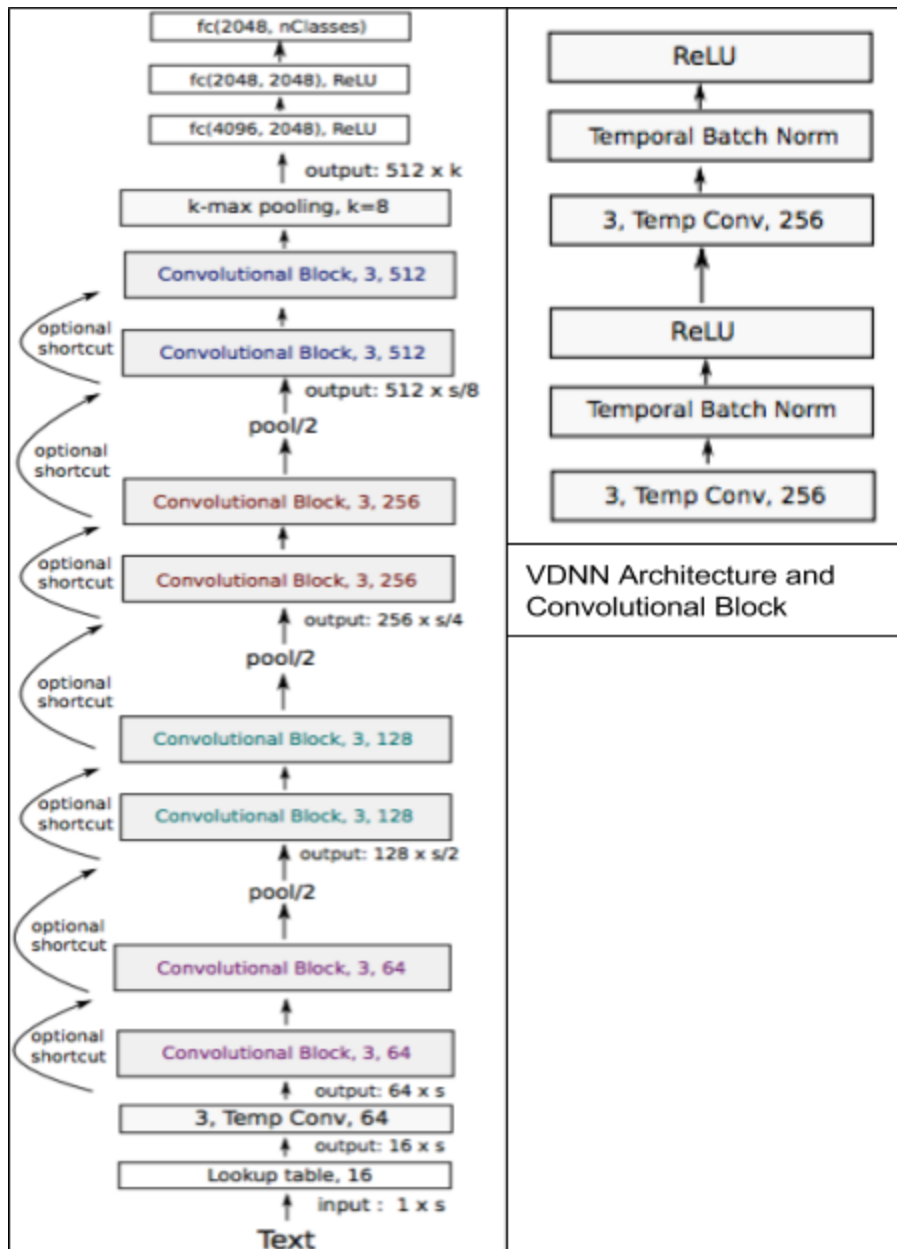 fc(2048, nClasses)
fc(2048, 2048), ReLU
fc(4096, 2048), ReLU
output: 512 x k
k-max pooling, k=8
Convolutional Block, 3, 512
optional
shortcut
Convolutional Block, 3, 512
output: 512 x s/8
pool/2
optional
shortcut
Convolutional Block, 3, 256
optional
shortcut
Convolutional Block, 3, 256
output: 256 x s/4
pool/2
optional
shortcut
Convolutional Block, 3, 128
optional
shortcut
Convolutional Block, 3, 128
output: 128 x s/2
pool/2
optional
shortcut
Convolutional Block, 3, 64
optional
shortcut
Convolutional Block, 3, 64
output: 64 x s
3, Temp Conv, 64
output: 16 x s
Lookup table, 16
input : 1 x s
Text
ReLU
Temporal Batch Norm
3, Temp Conv, 256
ReLU
Temporal Batch Norm
3, Temp Conv, 256
VDNN Architecture and
Convolutional Block